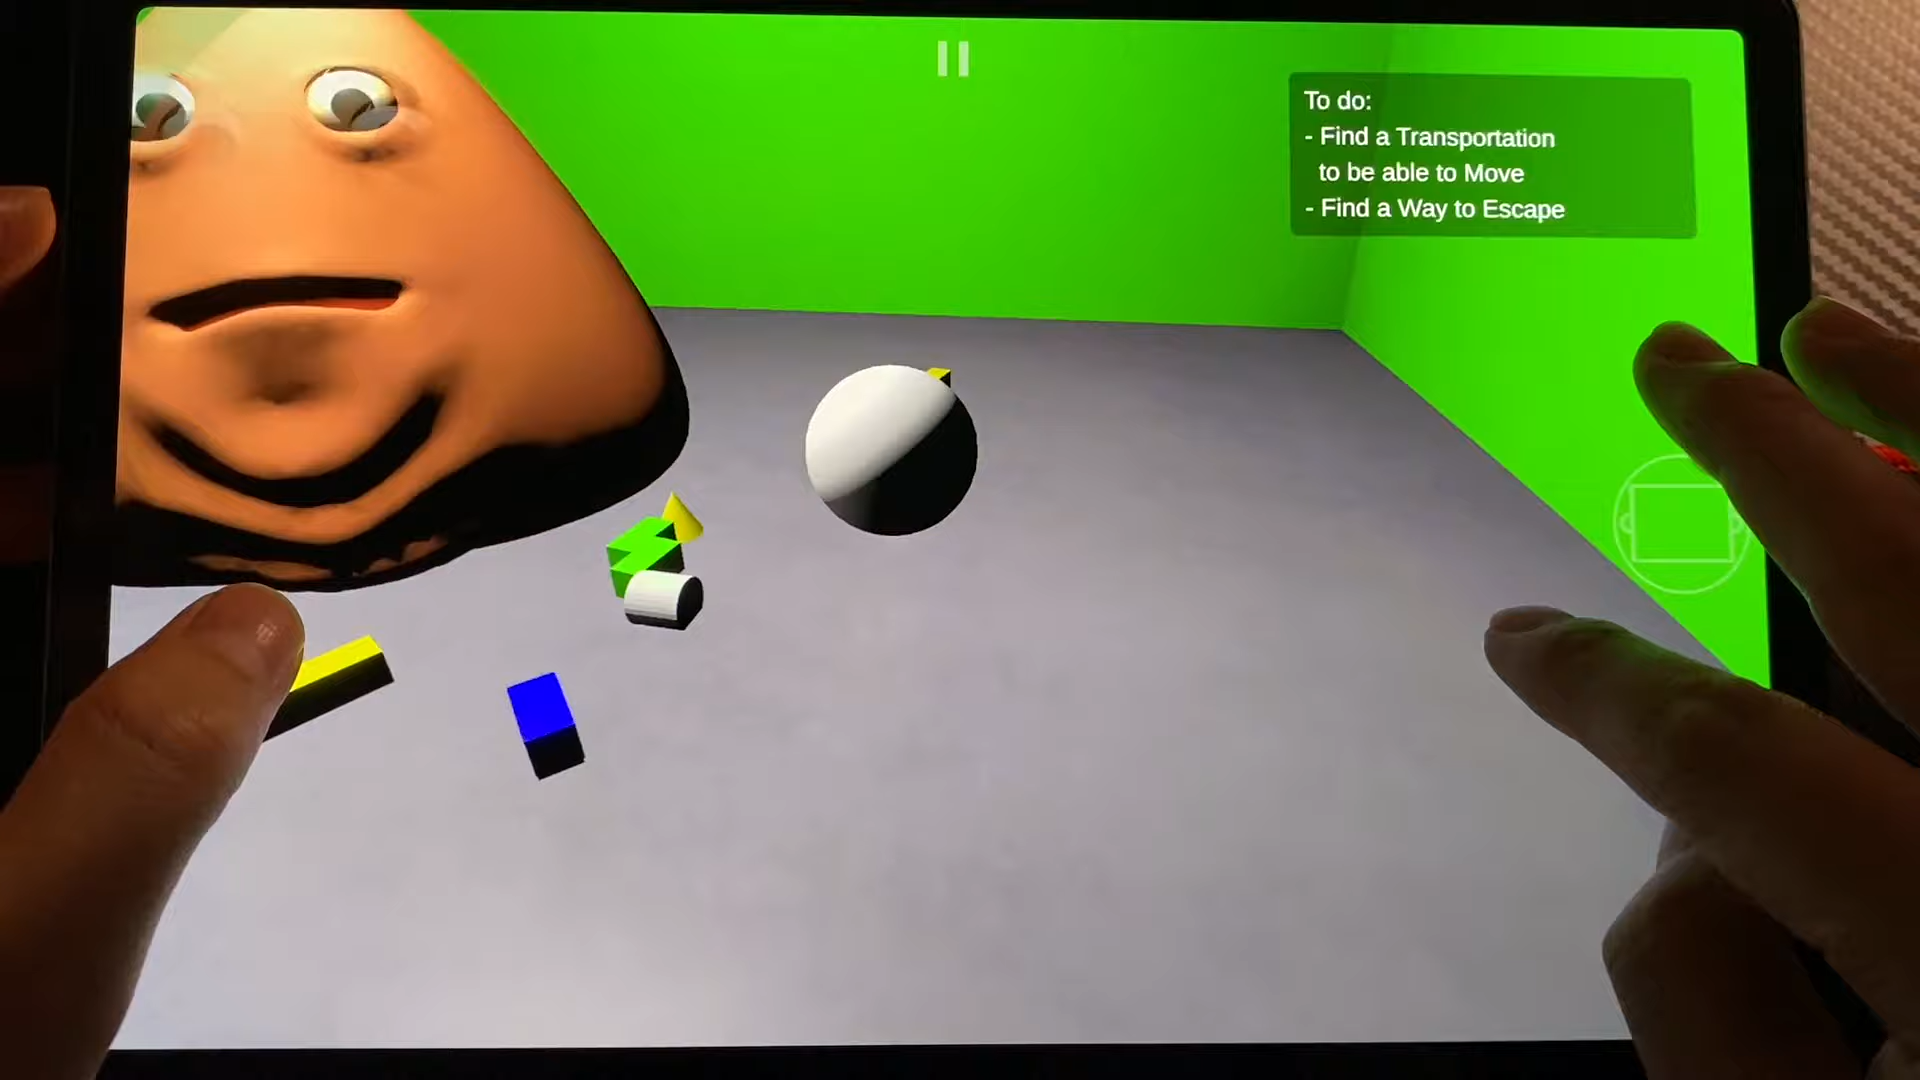 To do:
- Find a Transportation
to be able to Move
- Find a Way to Escape